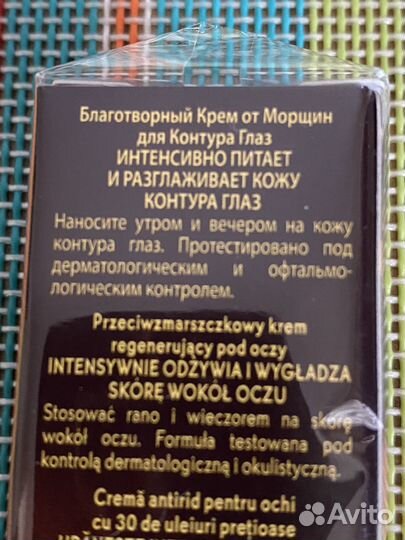 Благотворный Крем от Морщин
для Контура Глаз
ИНТЕНСИВНО ПИТАЕТ
И РАЗГЛАЖИВАЕТ КОЖУ
КОНТУРА ГЛАЗ
Наносите утром и вечером на кожу
контура глаз. Протестировано под
дерматологическим и офтальмо-
логическим контролем.
Przeciwzmarszczkowy krem
regenerujący pod oczy
INTENSYWNIE ODŻYWIA I WYGŁADZA
SKÓRĘ WOKÓŁ OCZU
Stosować rano i wieczorem na skórę
wokół oczu. Formuła testowana pod
kontrolą dermatologiczną i okulistyczną.
Cremă antirid pentru ochi
cu 30 de uleiuri prețioase
Avito